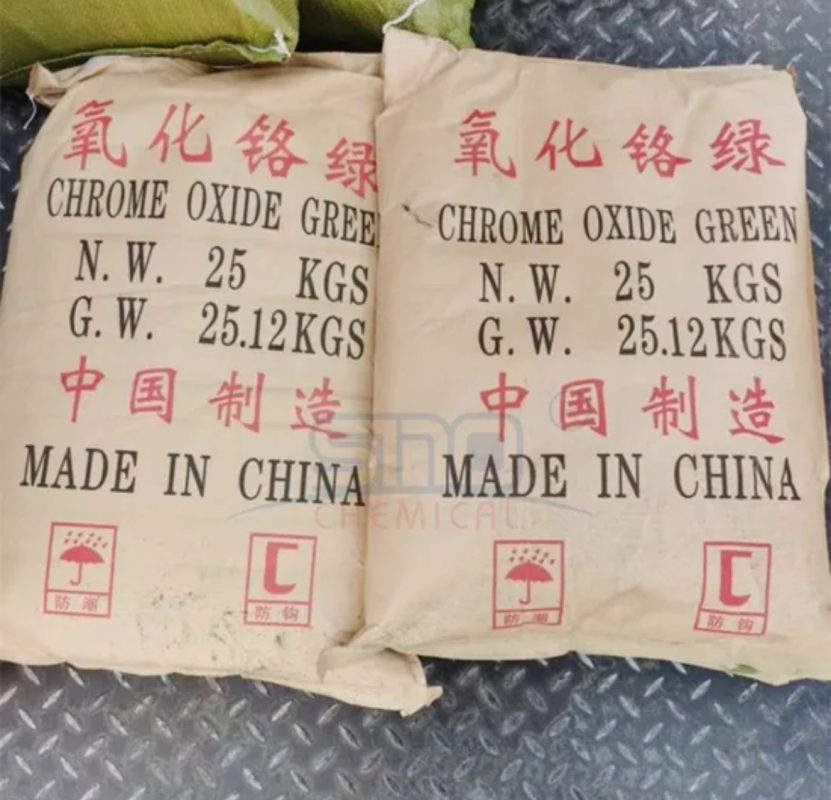 氧化铬绿
CHROME OXIDE GREE
N.W. 25 KGS
G.W. 25.12KGS
中国制造
MADE IN CHINA
防潮
防钩
氧化铬绿
CHROME OXIDE GREEN
N.W. 25 KGS
G.W. 25.12KGS
中国制造
MADE IN CHINA
防潮
防钩
SINO
CHEMICAL